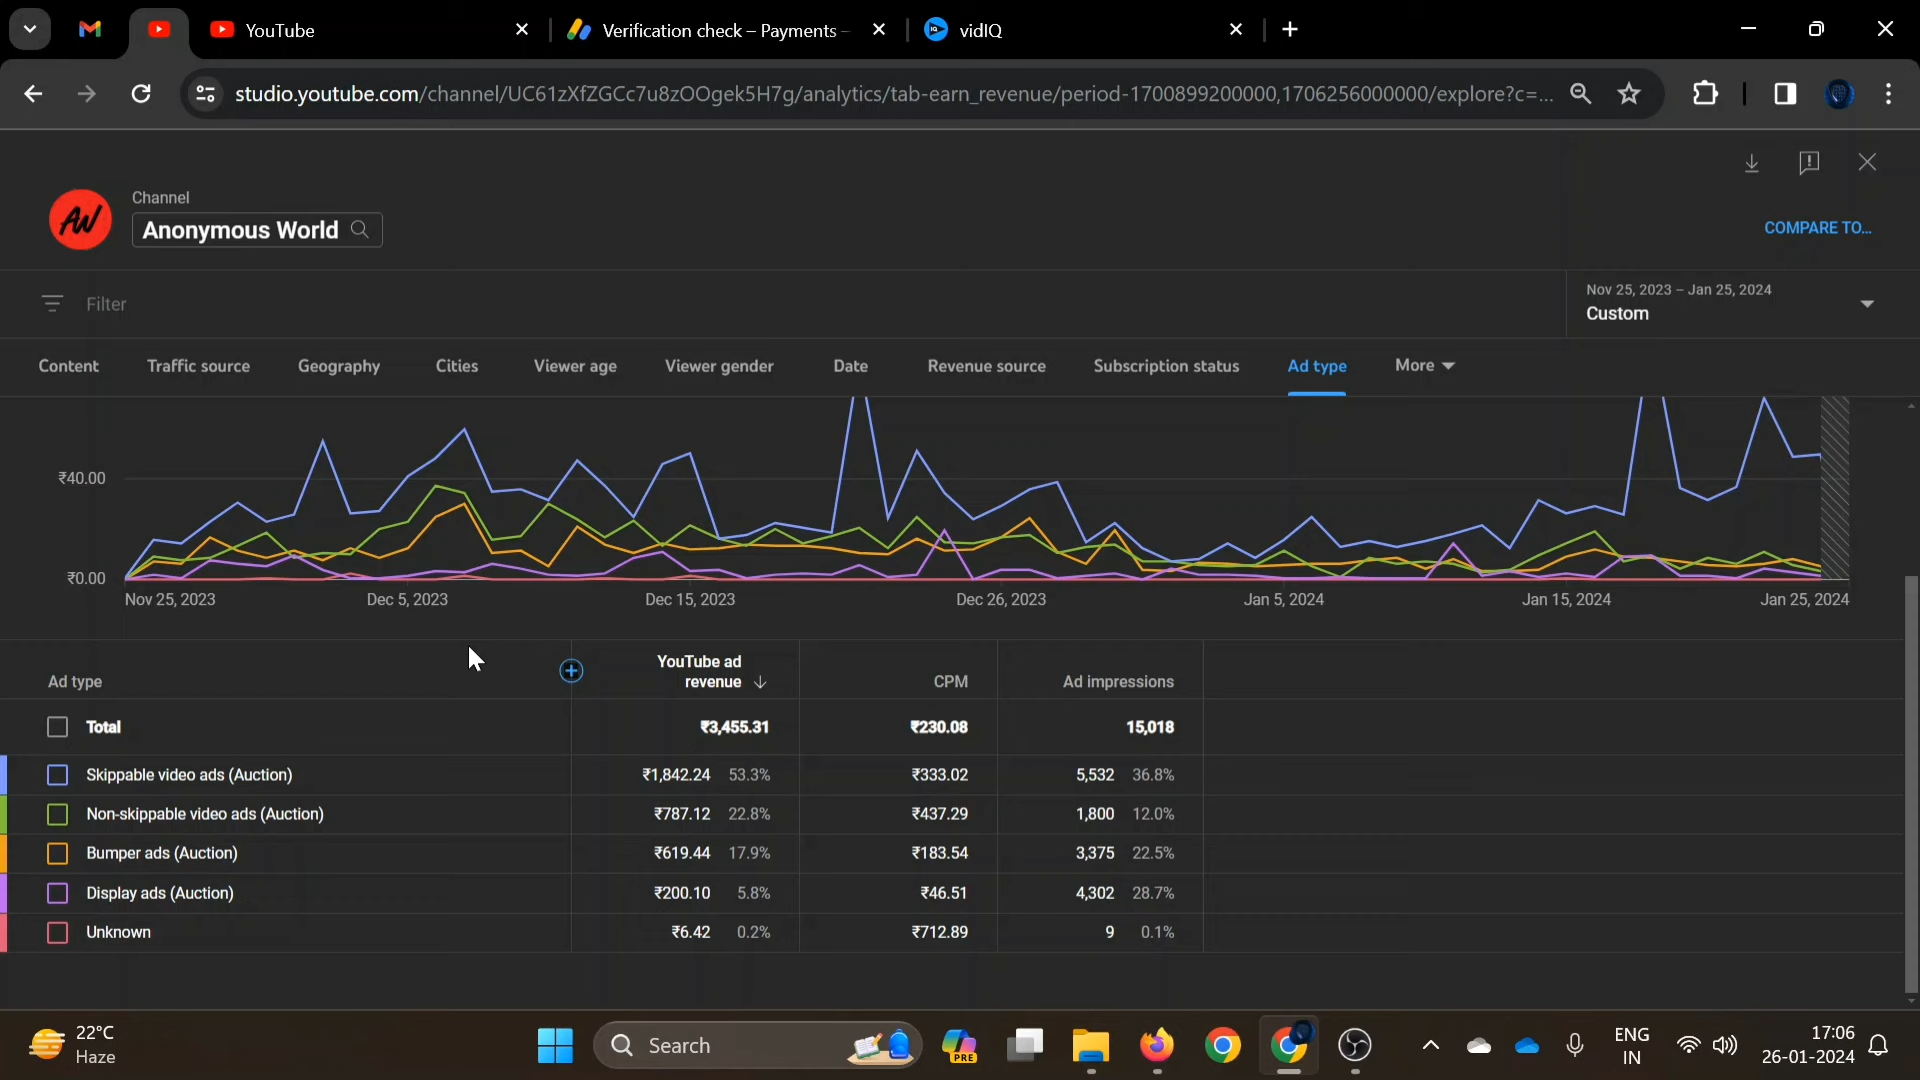 YouTube
Verification check – Payments –
vidIQ
studio.youtube.com/channel/UC61zXfZGCc7u8zOOgek5H7g/analytics/tab-earn_revenue/period-1700899200000,1706256000000/explore?c=...
Channel
AW
Anonymous World
COMPARE TO...
Filter
Nov 25, 2023 – Jan 25, 2024
Custom
Content Traffic source Geography Cities Viewer age Viewer gender Date Revenue source Subscription status Ad type More
₹40.00
₹0.00
Nov 25, 2023 Dec 5, 2023 Dec 15, 2023 Dec 26, 2023 Jan 5, 2024 Jan 15, 2024 Jan 25, 2024
YouTube ad
Ad type revenue CPM Ad impressions
Total ₹3,455.31 ₹230.08 15,018
Skippable video ads (Auction) ₹1,842.24 53.3% ₹333.02 5,532 36.8%
Non-skippable video ads (Auction) ₹787.12 22.8% ₹437.29 1,800 12.0%
Bumper ads (Auction) ₹619.44 17.9% ₹183.54 3,375 22.5%
Display ads (Auction) ₹200.10 5.8% ₹46.51 4,302 28.7%
Unknown ₹6.42 0.2% ₹712.89 9 0.1%
22°C
Haze
Search
PRE
ENG
IN
17:06
26-01-2024